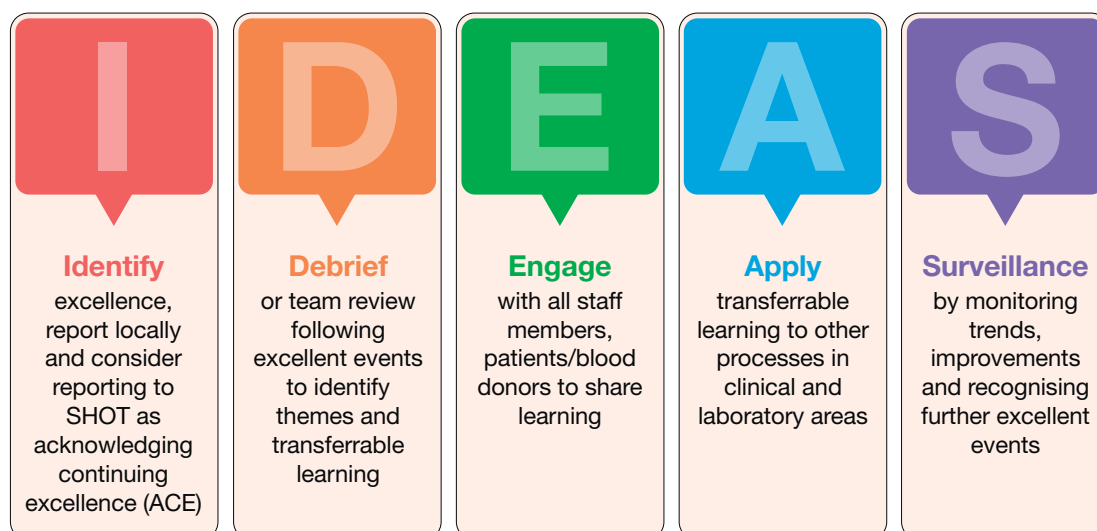 I
Identify
excellence,
report locally
and consider
reporting to
SHOT as
acknowledging
continuing
excellence (ACE)
D
Debrief
or team review
following
excellent events
to identify
themes and
transferrable
learning
E
Engage
with all staff
members,
patients/blood
donors to share
learning
A
Apply
transferrable
learning to other
processes in
clinical and
laboratory areas
S
Surveillance
by monitoring
trends,
improvements
and recognising
further excellent
events